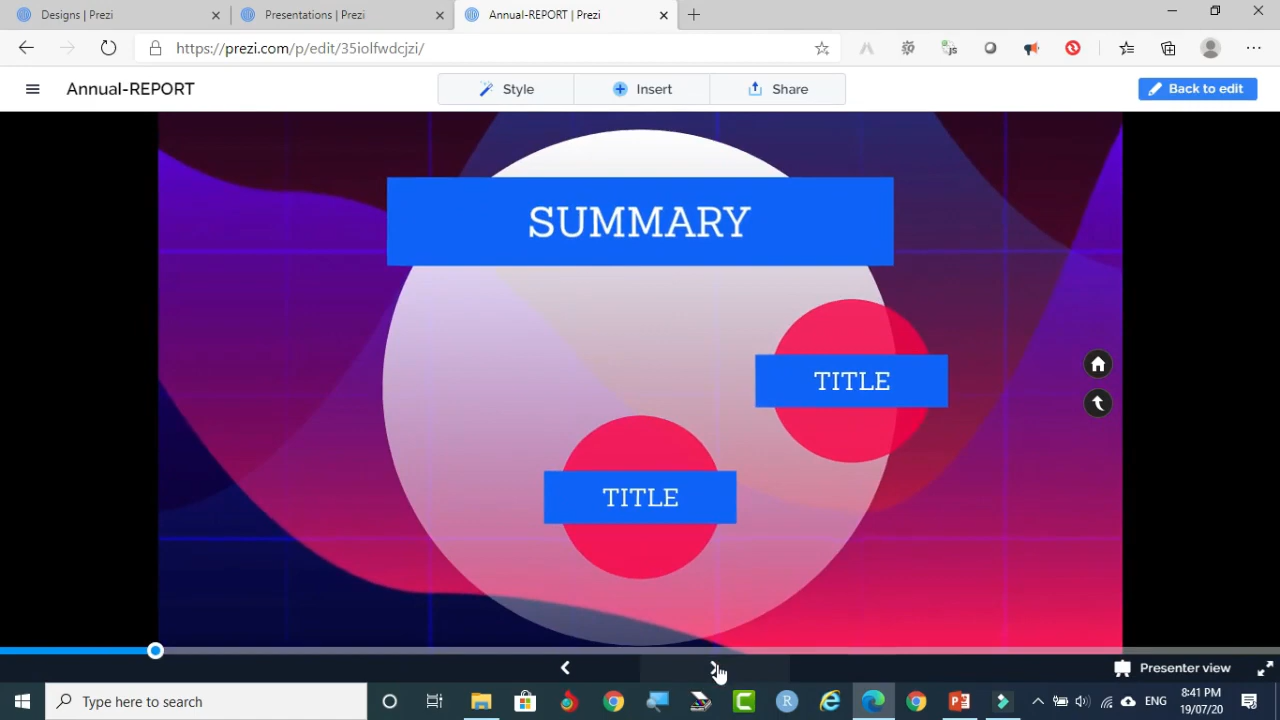 Designs | Prezi
Presentations | Prezi
Annual-REPORT | Prezi
https://prezi.com/p/edit/35iolfwdcjzi/
Annual-REPORT
Style
Insert
Share
Back to edit
SUMMARY
TITLE
TITLE
Presenter view
Type here to search
ENG
8:41 PM
19/07/20